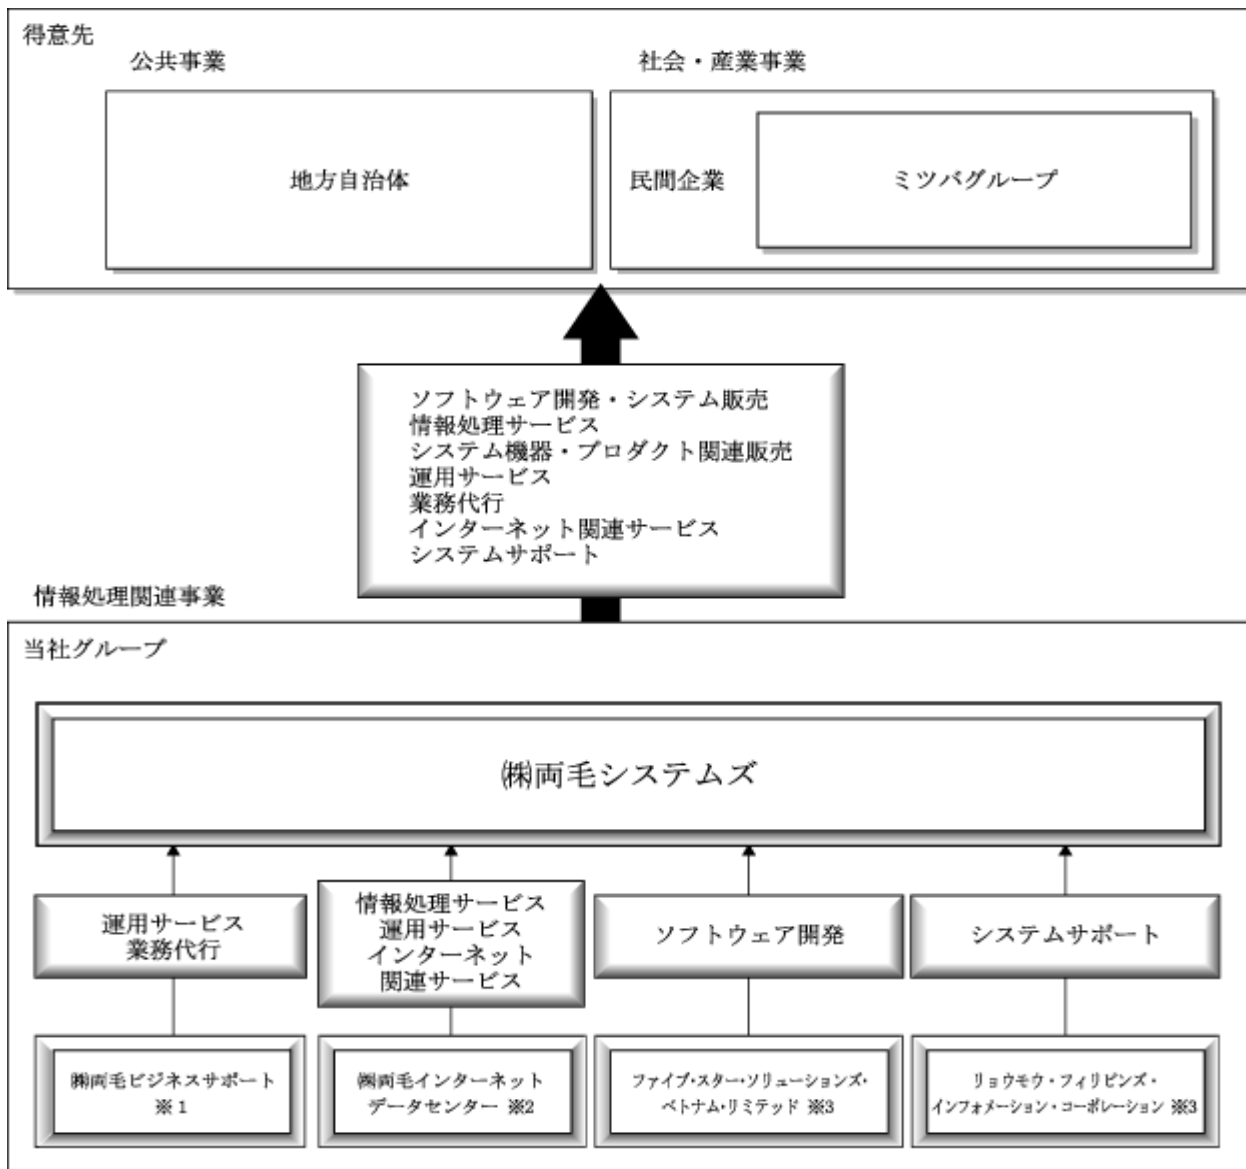 得意先
公共事業
社会・産業事業
地方自治体
民間企業
ミツバグループ
ソフトウェア開発・システム販売
情報処理サービス
システム機器・プロダクト関連販売
運用サービス
業務代行
インターネット関連サービス
システムサポート
情報処理関連事業
当社グループ
㈱両毛システムズ
運用サービス
業務代行
情報処理サービス
運用サービス
インターネット
関連サービス
ソフトウェア開発
システムサポート
㈱両毛ビジネスサポート
※1
㈱両毛インターネット
データセンター ※2
ファイブ・スター・ソリューションズ・
ベトナム・リミテッド ※3
リョウモウ・フィリピンズ・
インフォメーション・コーポレーション ※3